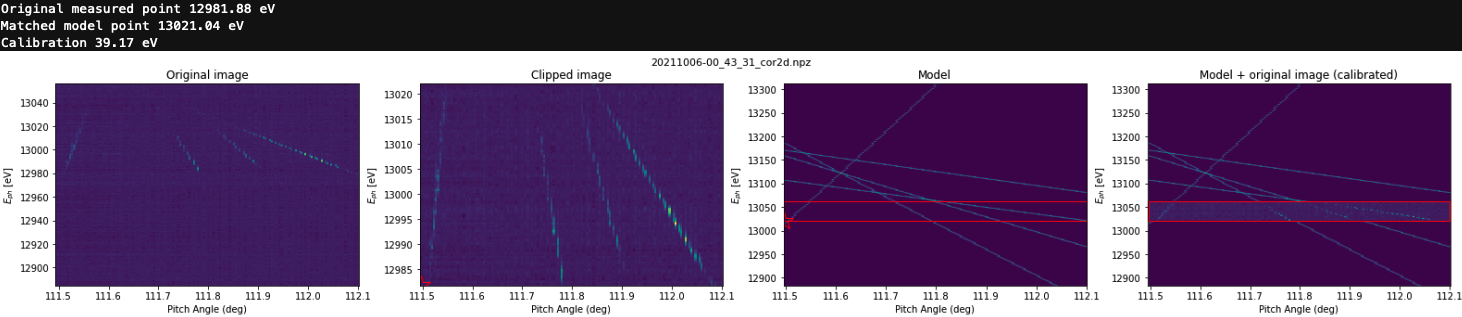 Original measured point 12981.88 eV
Matched model point 13021.04 eV
Calibration 39.17 eV
20211006-00_43_31_cor2d.npz
Original image
Clipped image
Model
Model + original image (calibrated)
13040
13020
13000
12980
12960
12940
12920
12900
E_ph [eV]
111.5 111.6 111.7 111.8 111.9 112.0 112.1
Pitch Angle (deg)
13020
13015
13010
13005
13000
12995
12990
12985
E_ph [eV]
111.5 111.6 111.7 111.8 111.9 112.0 112.1
Pitch Angle (deg)
13300
13250
13200
13150
13100
13050
13000
12950
12900
E_ph [eV]
111.5 111.6 111.7 111.8 111.9 112.0 112.1
Pitch Angle (deg)
13300
13250
13200
13150
13100
13050
13000
12950
12900
E_ph [eV]
111.5 111.6 111.7 111.8 111.9 112.0 112.1
Pitch Angle (deg)